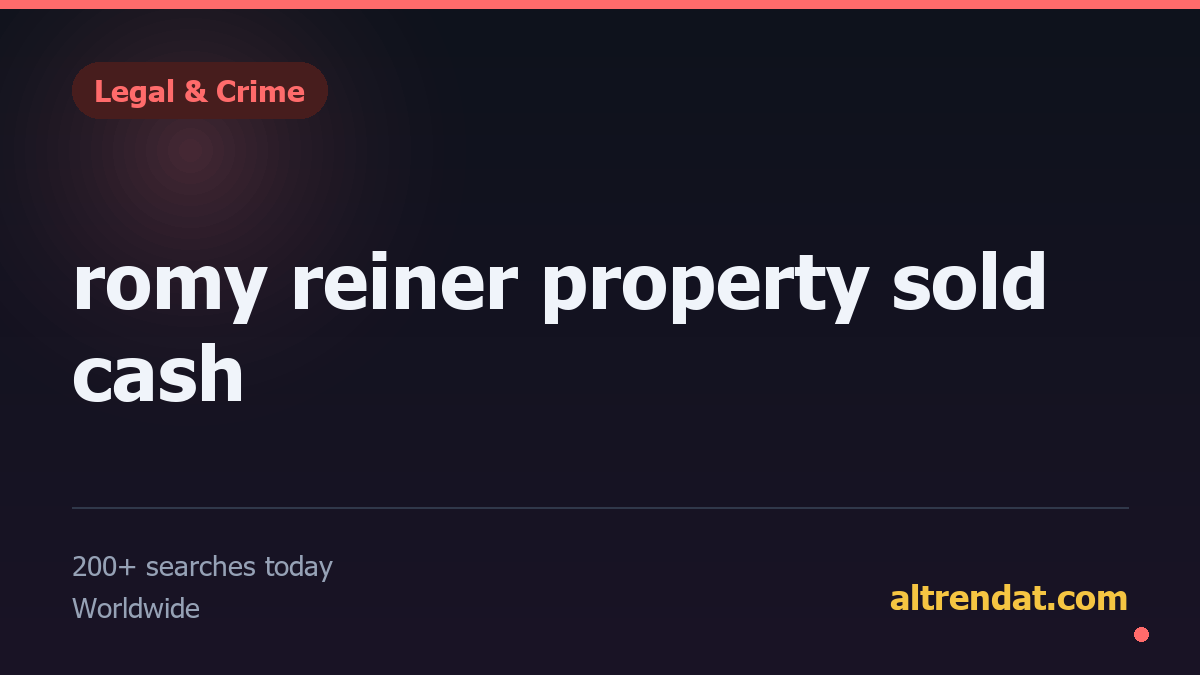 Legal & Crime
romy reiner property sold
cash
200+ searches today
Worldwide
altrendat.com